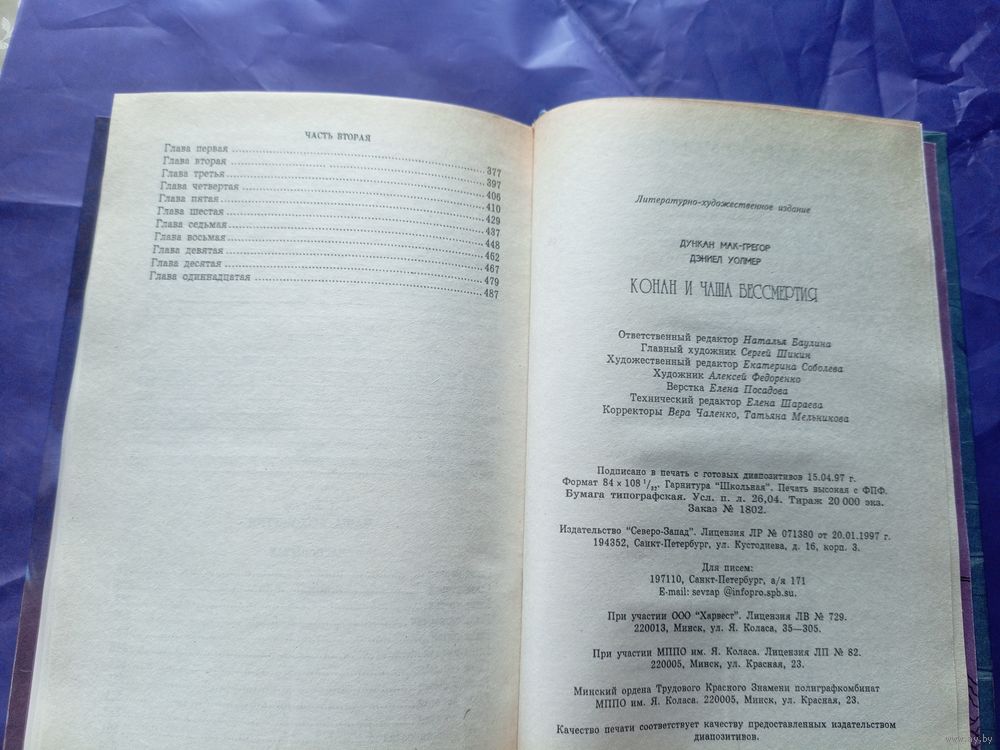 ЧАСТЬ ВТОРАЯ
Глава первая ........ 377
Глава вторая ........ 397
Глава третья ........ 406
Глава четвертая ........ 410
Глава пятая ........ 429
Глава шестая ........ 437
Глава седьмая ........ 448
Глава восьмая ........ 462
Глава девятая ........ 467
Глава десятая ........ 479
Глава одиннадцатая ........ 487
Литературно-художественное издание
ДУНКАН МАК-ГРЕГОР
ДЭНИЕЛ УОЛМЕР
КОНАН И ЧАША БЕССМЕРТИЯ
Ответственный редактор Наталья Баулина
Главный художник Сергей Шикин
Художественный редактор Екатерина Соболева
Художник Алексей Федоренко
Верстка Елена Посадова
Технический редактор Елена Шараева
Корректоры Вера Чаленко, Татьяна Мельникова
Подписано в печать с готовых диапозитивов 15.04.97 г.
Формат 84 × 108 1/32. Гарнитура "Школьная". Печать высокая с ФПФ.
Бумага типографская. Усл. п. л. 26,04. Тираж 20 000 экз.
Заказ № 1802.
Издательство "Северо-Запад". Лицензия ЛР № 071380 от 20.01.1997 г.
194352, Санкт-Петербург, ул. Кустодиева, д. 16, корп. 3.
Для писем:
197110, Санкт-Петербург, а/я 171
E-mail: sevzap @infopro.spb.su.
При участии ООО "Харвест". Лицензия ЛВ № 729.
220013, Минск, ул. Я. Коласа, 35—305.
При участии МППО им. Я. Коласа. Лицензия ЛП № 82.
220005, Минск, ул. Красная, 23.
Минский ордена Трудового Красного Знамени полиграфкомбинат
МППО им. Я. Коласа. 220005, Минск, ул. Красная, 23.
Качество печати соответствует качеству предоставленных издательством
диапозитивов.
www.ay.by